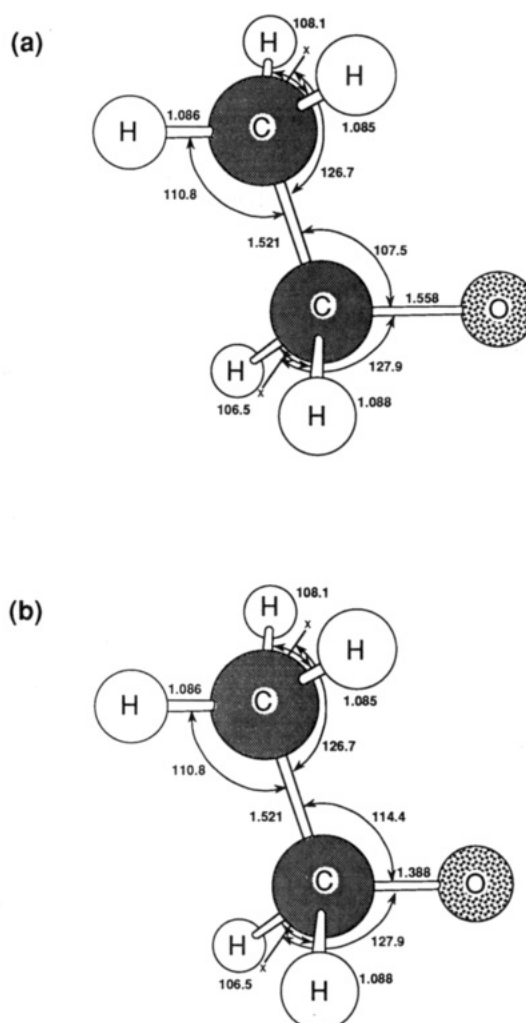 (a)
108.1
H
x
H
1.086
H
C
1.085
126.7
110.8
1.521
107.5
1.558
C
O
H
127.9
x
106.5
H
1.088
(b)
108.1
H
x
H
1.086
H
C
1.085
126.7
110.8
1.521
114.4
1.388
C
O
H
127.9
x
106.5
H
1.088